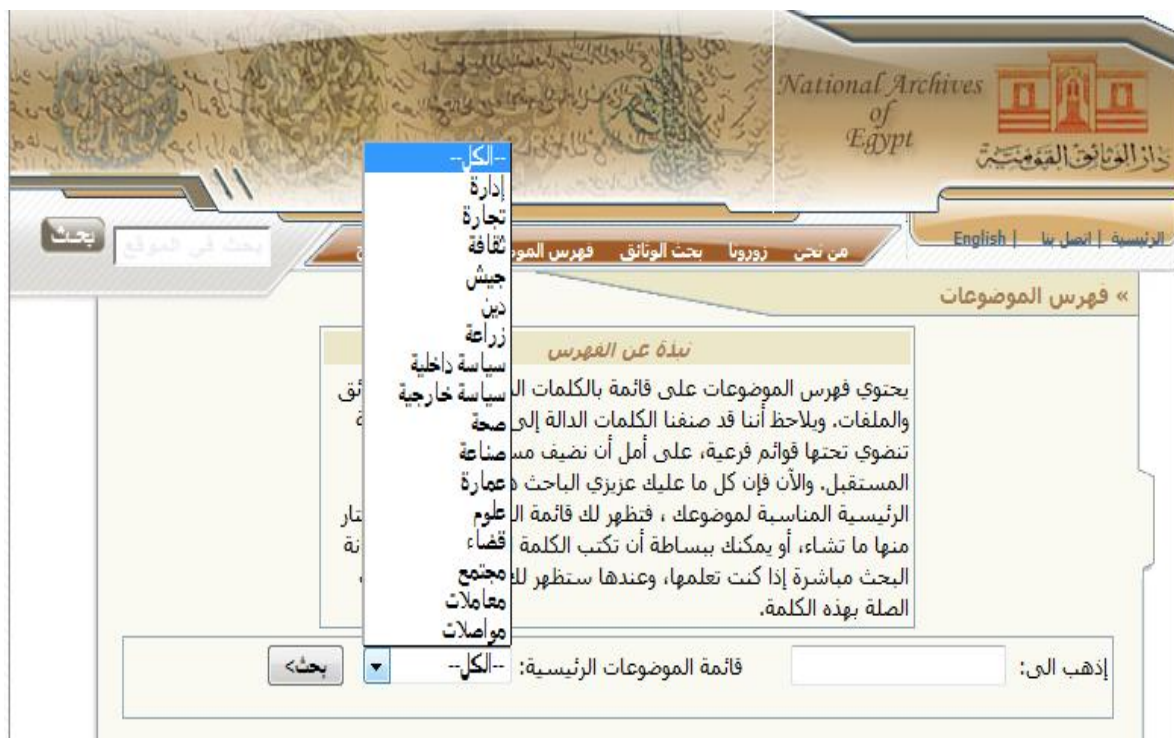 National Archives
of
Egypt
دار الوثائق القومية
الرئيسية | اتصل بنا | English
من نحن زورونا بحث الوثائق فهرس
بحث في الموقع
بحث
» فهرس الموضوعات
نبذة عن الفهرس
يحتوي فهرس الموضوعات على قائمة بالكلمات
والملفات. ويلاحظ أننا قد صنفنا الكلمات الدالة إلى
تنضوي تحتها قوائم فرعية، على أمل أن نضيف
المستقبل. والآن فإن كل ما عليك عزيزي الباحث
الرئيسية المناسبة لموضوعك ، فتظهر لك قائمة
منها ما تشاء، أو يمكنك ببساطة أن تكتب الكلمة
البحث مباشرة إذا كنت تعلمها، وعندها ستظهر لك
الصلة بهذه الكلمة.
--الكل--
إدارة
تجارة
ثقافة
جيش
دين
زراعة
سياسة داخلية
سياسة خارجية
صحة
صناعة
عمارة
علوم
قضاء
مجتمع
معاملات
مواصلات
إذهب الى: قائمة الموضوعات الرئيسية: --الكل-- بحث>